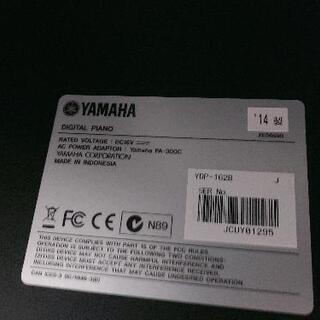 YAMAHA
'14 製
DIGITAL PIANO
RATED VOLTAGE : DC16V
AC POWER ADAPTOR : Yamaha PA-300C
YAMAHA CORPORATION
MADE IN INDONESIA
YDP-162B J
SER No.
JCUY01295
FC CE N89
THIS DEVICE COMPLIES WITH PART 15 OF THE FCC RULES
OPERATION IS SUBJECT TO THE FOLLOWING TWO CONDITIONS
(1)THIS DEVICE MAY NOT CAUSE HARMFUL INTERFERENCE, AND
(2)THIS DEVICE MUST ACCEPT ANY INTERFERENCE RECEIVED
INCLUDING INTERFERENCE THAT MAY CAUSE UNDESIRED OPERATION